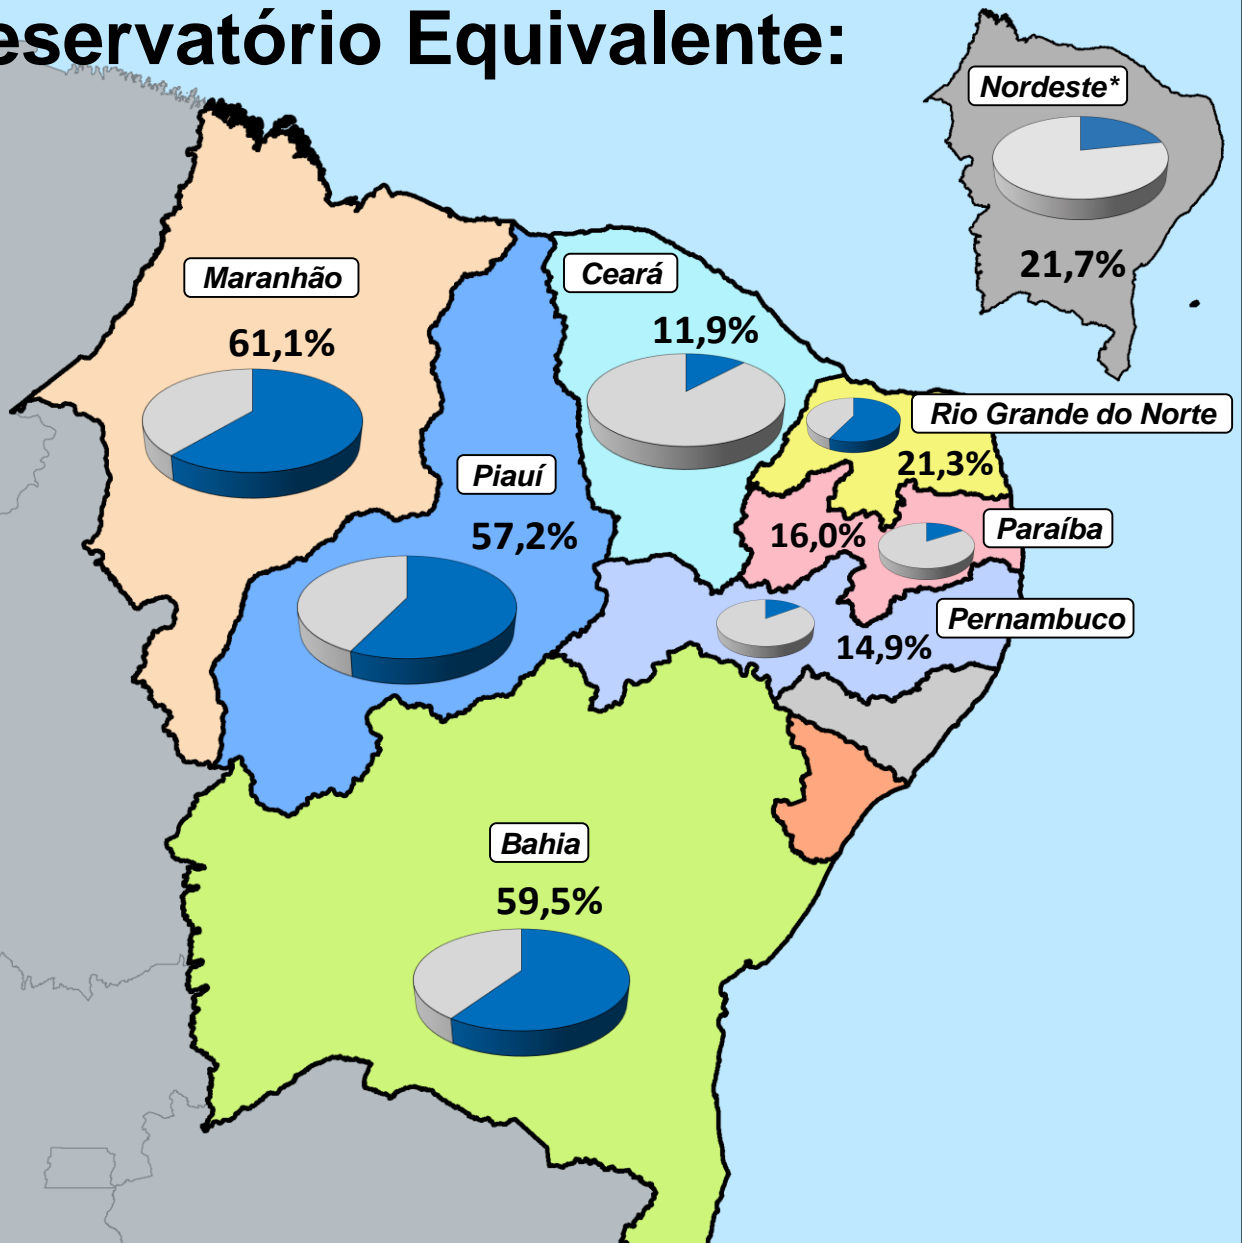 eservatório Equivalente:
Nordeste*
21,7%
Maranhão
61,1%
Ceará
11,9%
Rio Grande do Norte
21,3%
Piauí
57,2%
Paraíba
16,0%
Pernambuco
14,9%
Bahia
59,5%